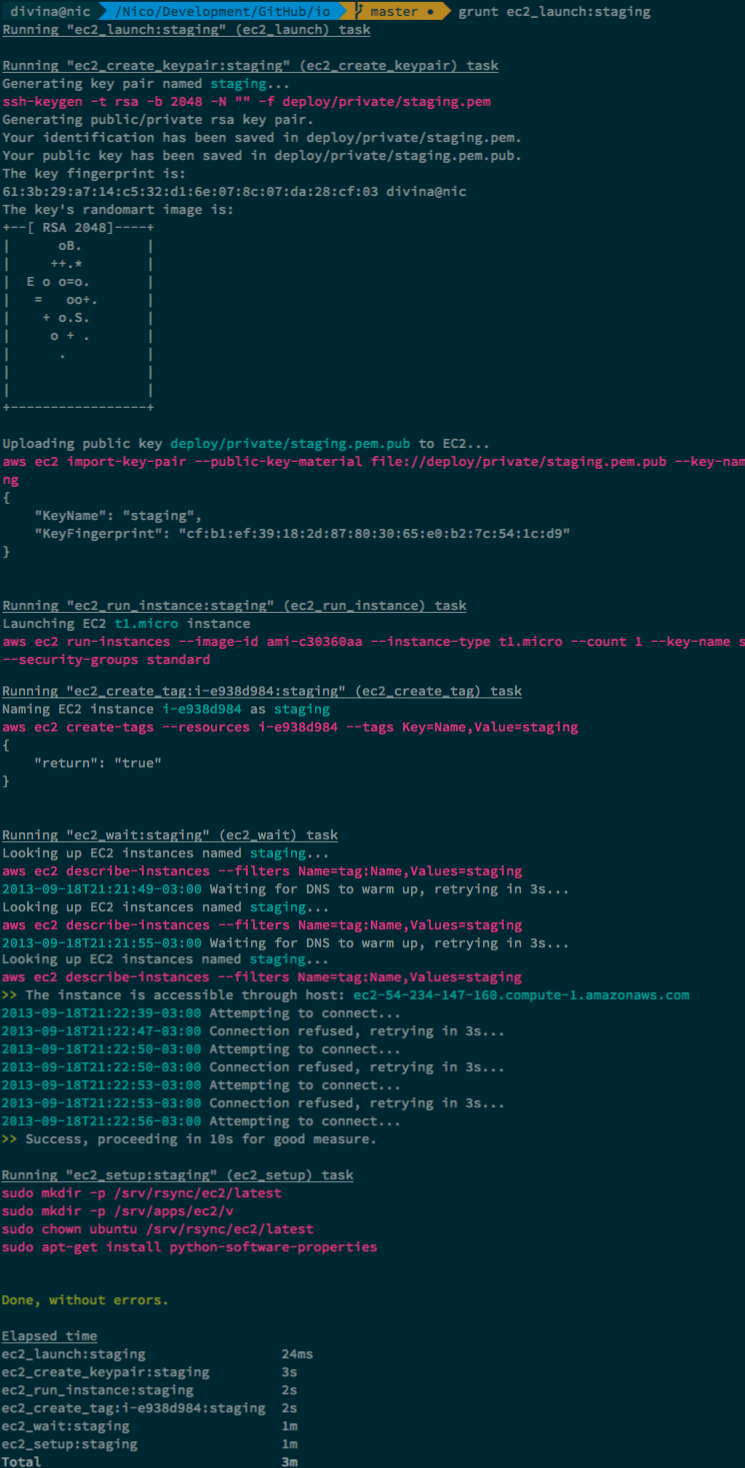 divina@nic /Nico/Development/GitHub/io master ● grunt ec2_launch:staging
Running "ec2_launch:staging" (ec2_launch) task
Running "ec2_create_keypair:staging" (ec2_create_keypair) task
Generating key pair named staging...
ssh-keygen -t rsa -b 2048 -N "" -f deploy/private/staging.pem
Generating public/private rsa key pair.
Your identification has been saved in deploy/private/staging.pem.
Your public key has been saved in deploy/private/staging.pem.pub.
The key fingerprint is:
61:3b:29:a7:14:c5:32:d1:6e:07:8c:07:da:28:cf:03 divina@nic
The key's randomart image is:
+--[ RSA 2048]----+
|      oB.        |
|     ++.*        |
|  E o o=o.       |
|   =   oo+.      |
|    + o.S.       |
|     o + .       |
|      .          |
|                 |
|                 |
+-----------------+
Uploading public key deploy/private/staging.pem.pub to EC2...
aws ec2 import-key-pair --public-key-material file://deploy/private/staging.pem.pub --key-nam
ng
{
    "KeyName": "staging",
    "KeyFingerprint": "cf:b1:ef:39:18:2d:87:80:30:65:e0:b2:7c:54:1c:d9"
}
Running "ec2_run_instance:staging" (ec2_run_instance) task
Launching EC2 t1.micro instance
aws ec2 run-instances --image-id ami-c30360aa --instance-type t1.micro --count 1 --key-name s
--security-groups standard
Running "ec2_create_tag:i-e938d984:staging" (ec2_create_tag) task
Naming EC2 instance i-e938d984 as staging
aws ec2 create-tags --resources i-e938d984 --tags Key=Name,Value=staging
{
    "return": "true"
}
Running "ec2_wait:staging" (ec2_wait) task
Looking up EC2 instances named staging...
aws ec2 describe-instances --filters Name=tag:Name,Values=staging
2013-09-18T21:21:49-03:00 Waiting for DNS to warm up, retrying in 3s...
Looking up EC2 instances named staging...
aws ec2 describe-instances --filters Name=tag:Name,Values=staging
2013-09-18T21:21:55-03:00 Waiting for DNS to warm up, retrying in 3s...
Looking up EC2 instances named staging...
aws ec2 describe-instances --filters Name=tag:Name,Values=staging
>> The instance is accessible through host: ec2-54-234-147-160.compute-1.amazonaws.com
2013-09-18T21:22:39-03:00 Attempting to connect...
2013-09-18T21:22:47-03:00 Connection refused, retrying in 3s...
2013-09-18T21:22:50-03:00 Attempting to connect...
2013-09-18T21:22:50-03:00 Connection refused, retrying in 3s...
2013-09-18T21:22:53-03:00 Attempting to connect...
2013-09-18T21:22:53-03:00 Connection refused, retrying in 3s...
2013-09-18T21:22:56-03:00 Attempting to connect...
>> Success, proceeding in 10s for good measure.
Running "ec2_setup:staging" (ec2_setup) task
sudo mkdir -p /srv/rsync/ec2/latest
sudo mkdir -p /srv/apps/ec2/v
sudo chown ubuntu /srv/rsync/ec2/latest
sudo apt-get install python-software-properties
Done, without errors.
Elapsed time
ec2_launch:staging 24ms
ec2_create_keypair:staging 3s
ec2_run_instance:staging 2s
ec2_create_tag:i-e938d984:staging 2s
ec2_wait:staging 1m
ec2_setup:staging 1m
Total 3m